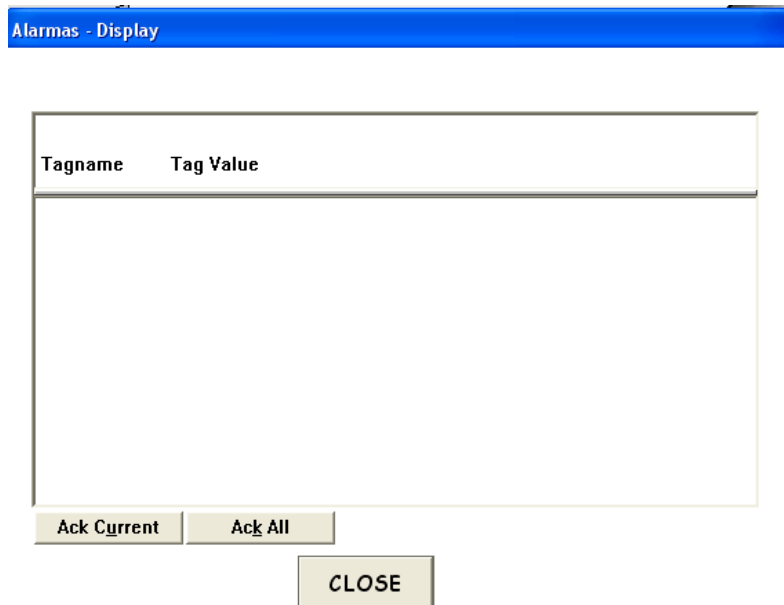 Alarmas - Display
Tagname Tag Value
Ack Current Ack All
CLOSE